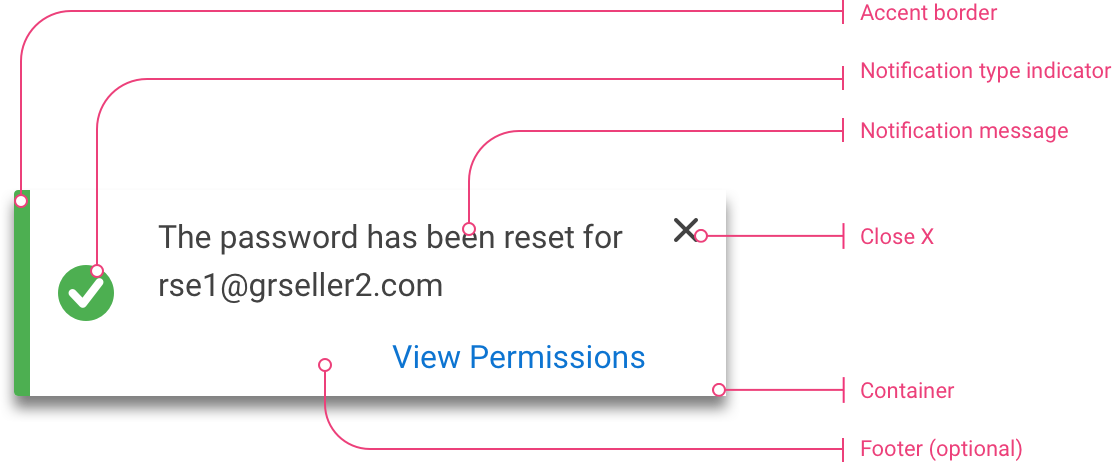 Accent border
Notification type indicator
Notification message
The password has been reset for
rse1@grseller2.com
Close X
View Permissions
Container
Footer (optional)